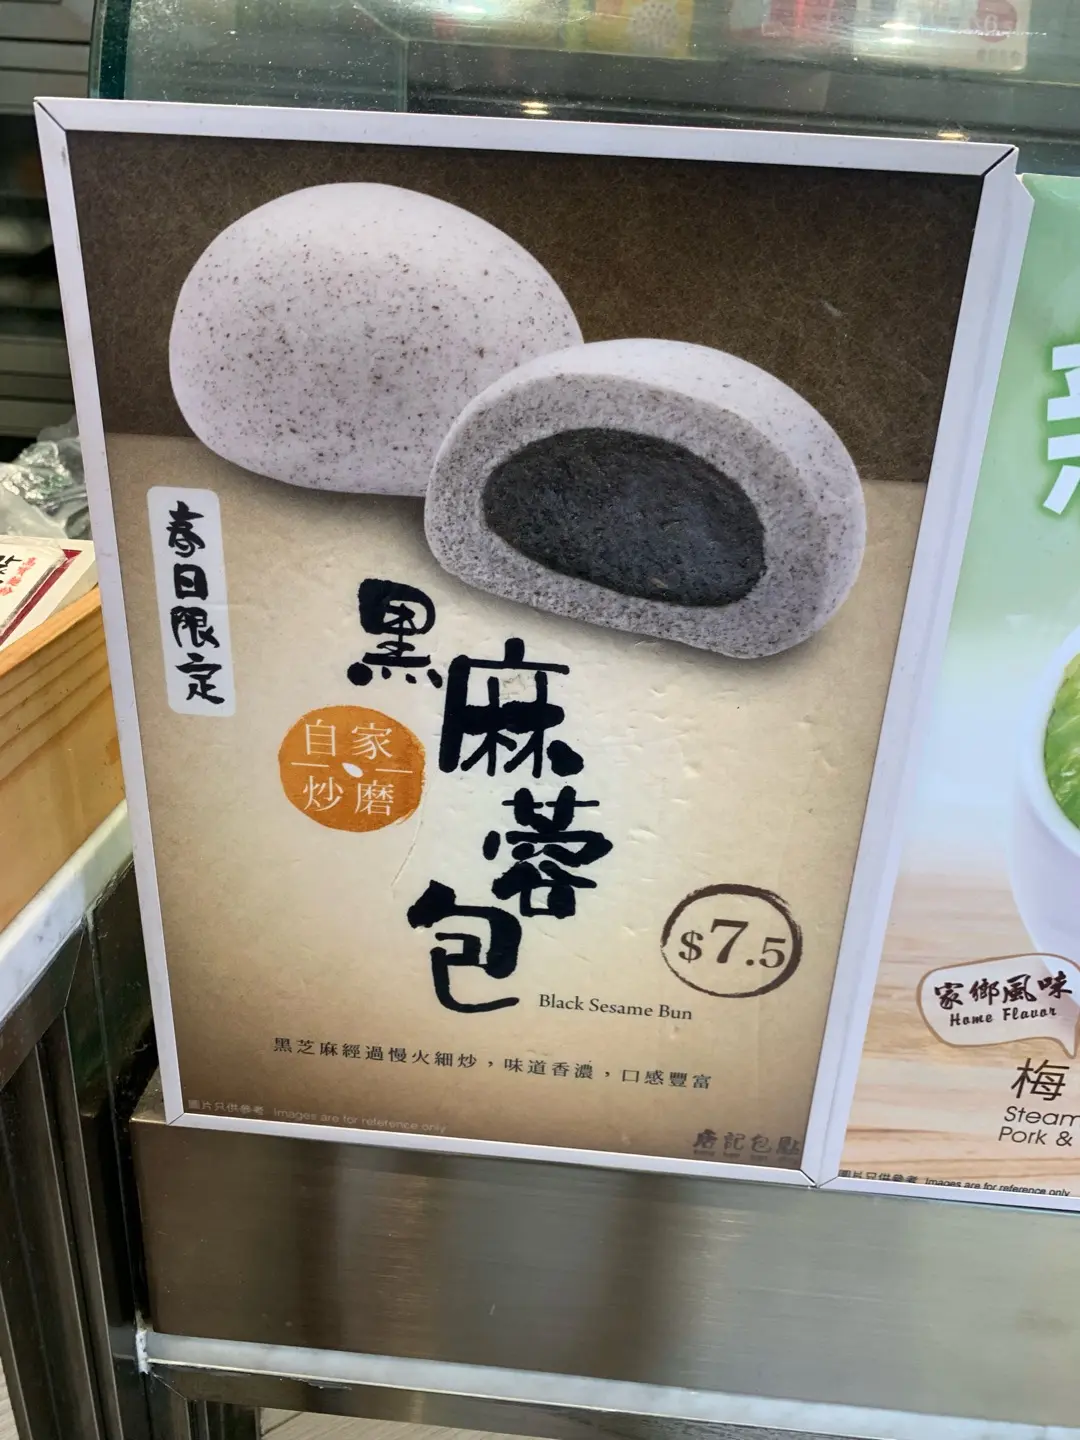 春日限定
黑麻蓉包
自家
炒磨
$7.5
Black Sesame Bun
黑芝麻經過慢火細炒，味道香濃，口感豐富
圖片只供參考 Images are for reference only
唐記包點
家鄉風味
Home Flavor
梅
Steam
Pork &
圖片只供參考 Images are for reference only